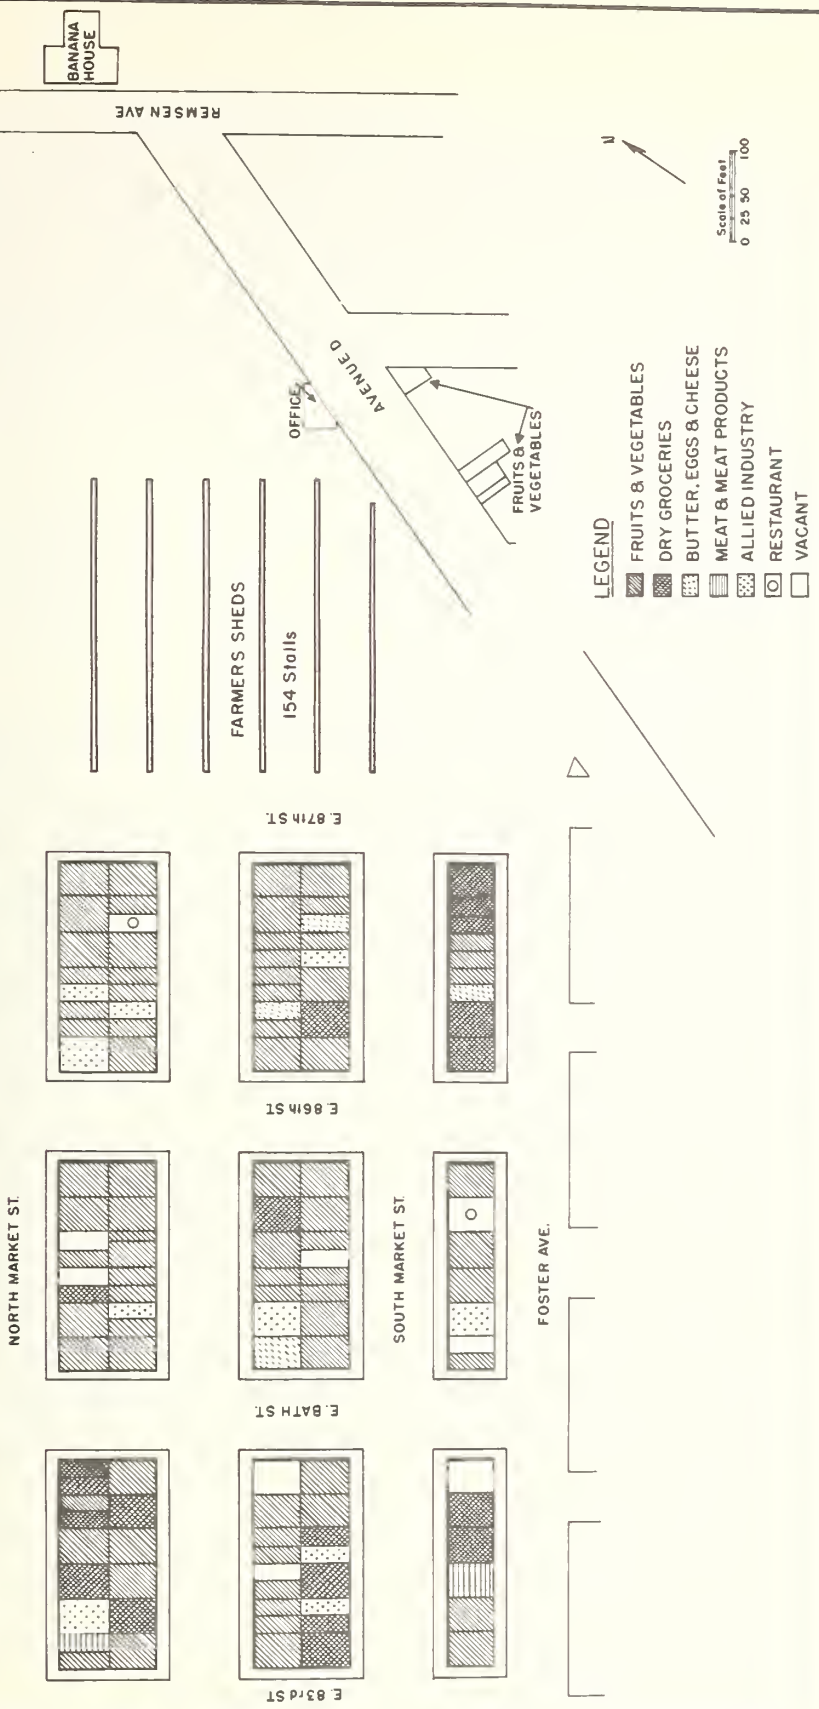 BANANA
HOUSE
REMSEN AVE
N
Scale of Feet
0 25 50 100
AVENUE D
OFFICE
FRUITS &
VEGETABLES
FARMERS SHEDS
154 Stalls
LEGEND
FRUITS & VEGETABLES
DRY GROCERIES
BUTTER, EGGS & CHEESE
MEAT & MEAT PRODUCTS
ALLIED INDUSTRY
RESTAURANT
VACANT
E. 87th ST.
E. 86th ST.
NORTH MARKET ST.
SOUTH MARKET ST.
FOSTER AVE.
E. BATH ST.
E. 83rd ST.